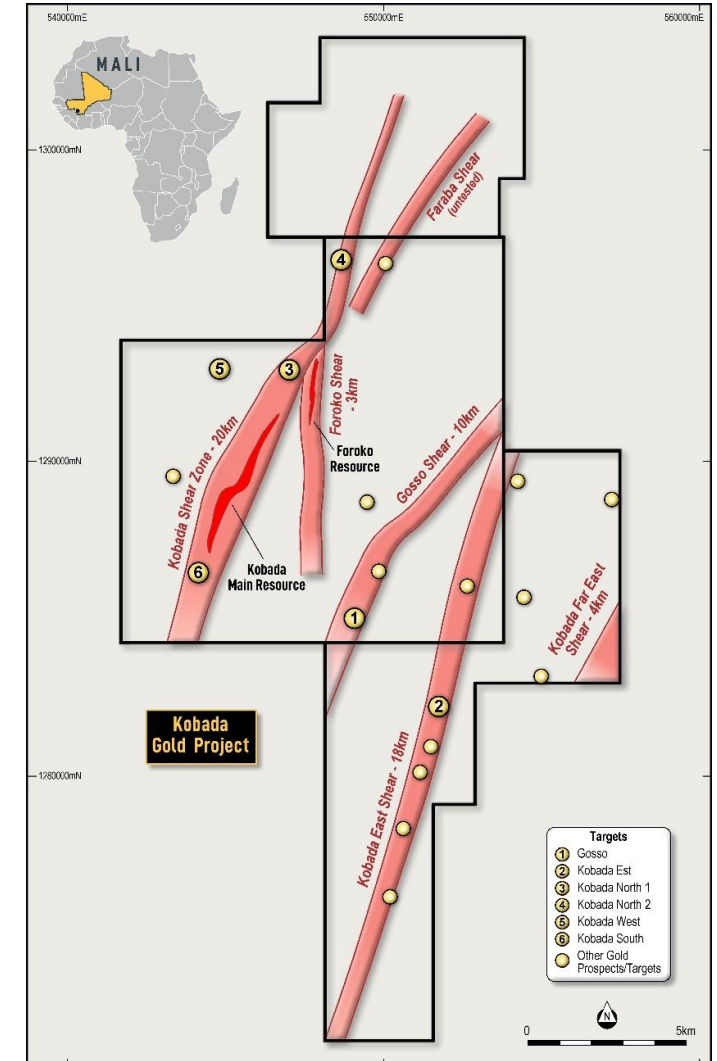 540000mE
550000mE
560000mE
MALI
1300000mN
Faraba Shear
(untested)
4
5
3
Foroko Shear
- 3km
Kobada Shear Zone - 20km
Foroko
Resource
Gosso Shear - 10km
1290000mN
Kobada
Main Resource
6
1
Kobada Far East
Shear - 4km
2
Kobada
Gold Project
Kobada East Shear - 18km
1280000mN
Targets
1 Gosso
2 Kobada Est
3 Kobada North 1
4 Kobada North 2
5 Kobada West
6 Kobada South
Other Gold
Prospects/Targets
N
0
5km